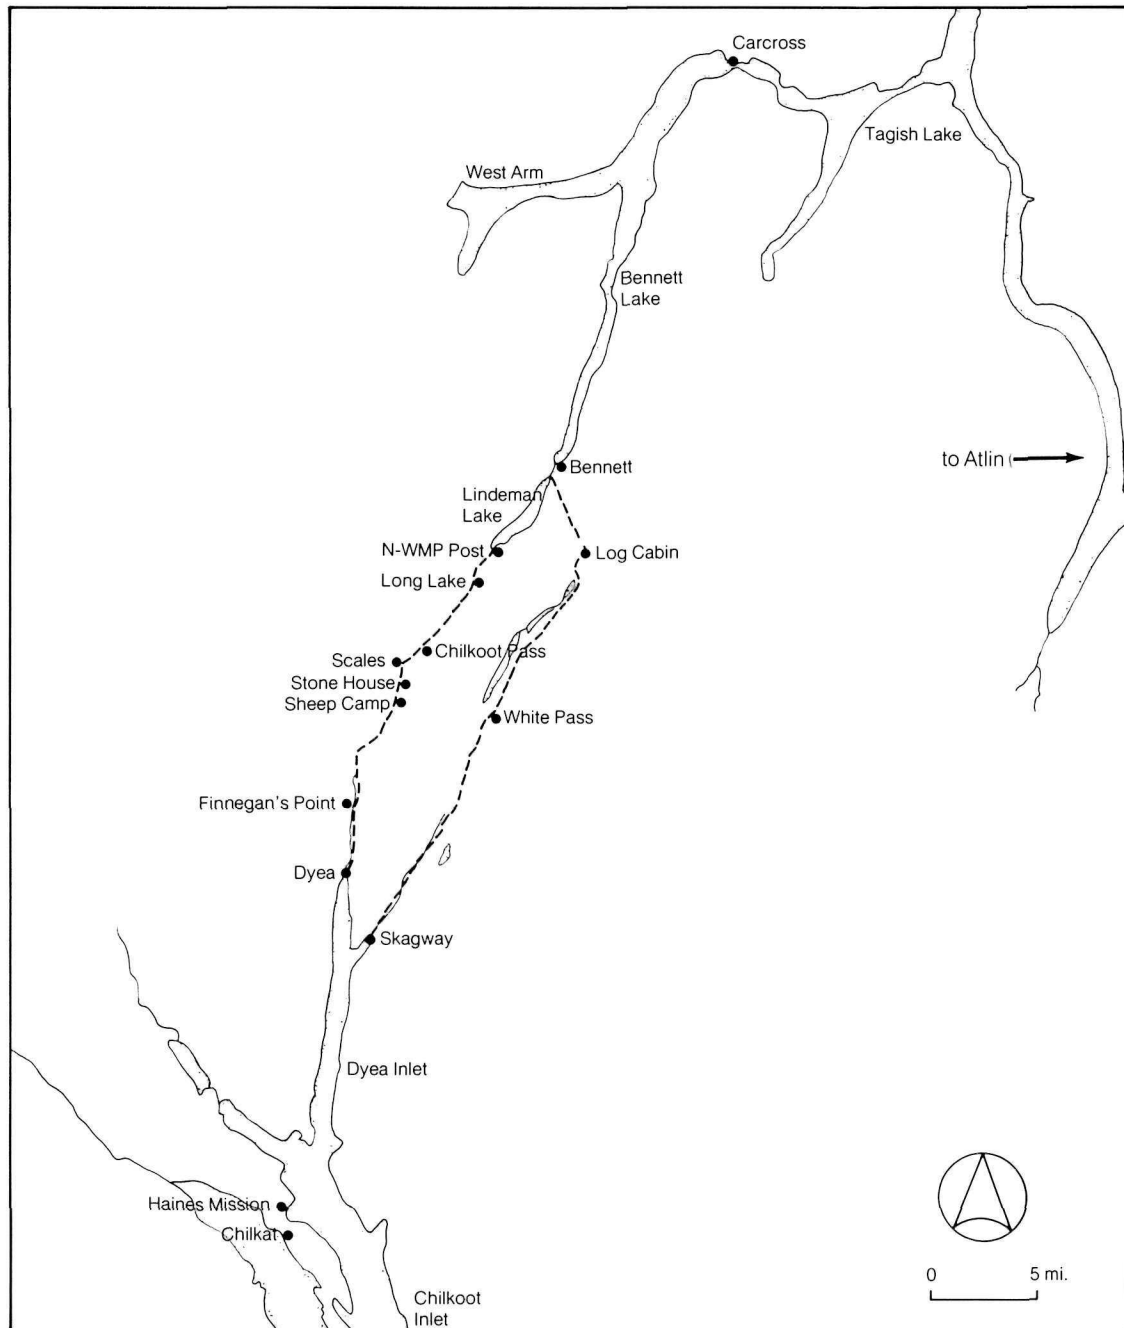 Carcross
Tagish Lake
West Arm
Bennett
Lake
to Atlin
Bennett
Lindeman
Lake
N-WMP Post
Log Cabin
Long Lake
Chilkoot Pass
Scales
Stone House
Sheep Camp
White Pass
Finnegan's Point
Dyea
Skagway
Dyea Inlet
Haines Mission
Chilkat
0 5 mi.
Chilkoot
Inlet